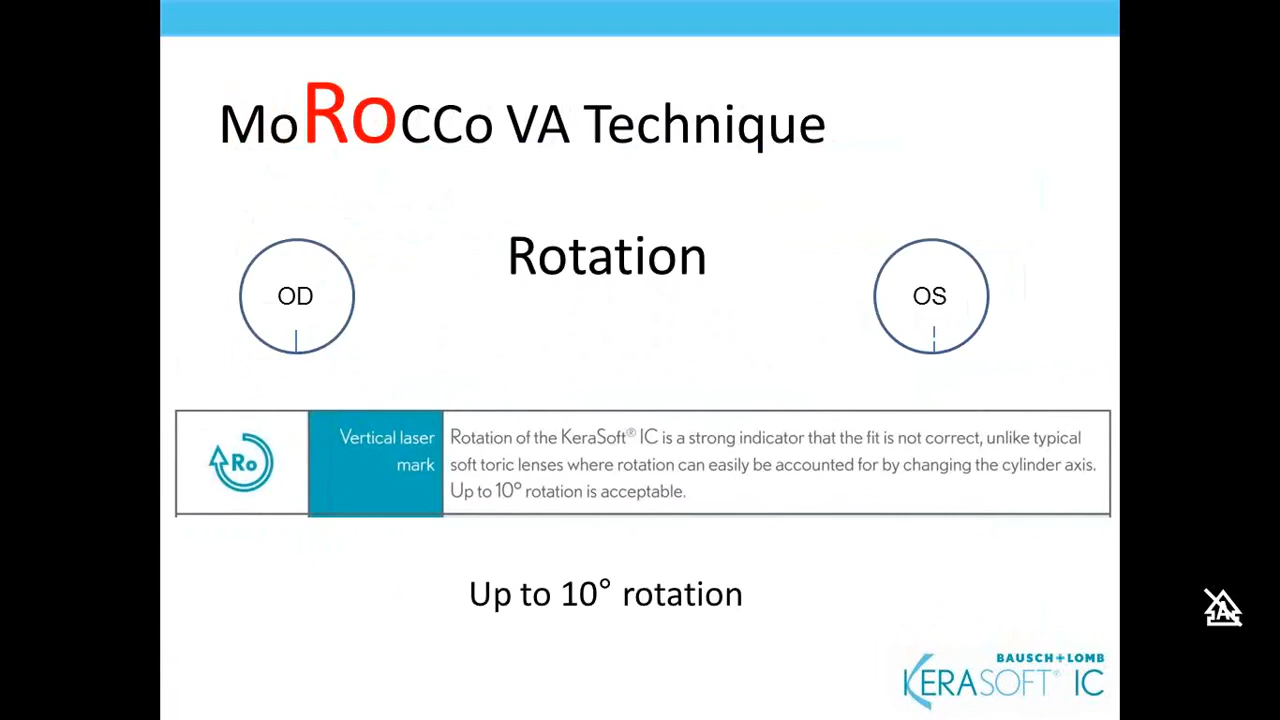 MoRoCCo VA Technique
Rotation
OD
OS
Ro
Vertical laser
mark
Rotation of the KeraSoft® IC is a strong indicator that the fit is not correct, unlike typical
soft toric lenses where rotation can easily be accounted for by changing the cylinder axis.
Up to 10° rotation is acceptable.
Up to 10° rotation
BAUSCH+LOMB
KERASOFT® IC
A